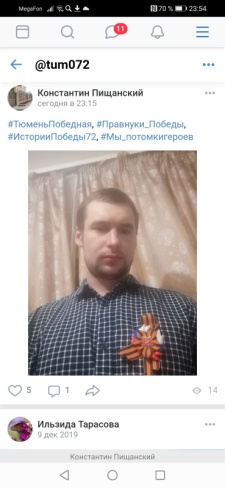 MegaFon 70 % 23:54
11
@tum072
Константин Пищанский
сегодня в 23:15
#ТюменьПобедная, #Правнуки_Победы,
#ИсторииПобеды72, #Мы_потомкигероев
5 1 14
Ильзида Тарасова
9 дек 2019
Константин Пищанский